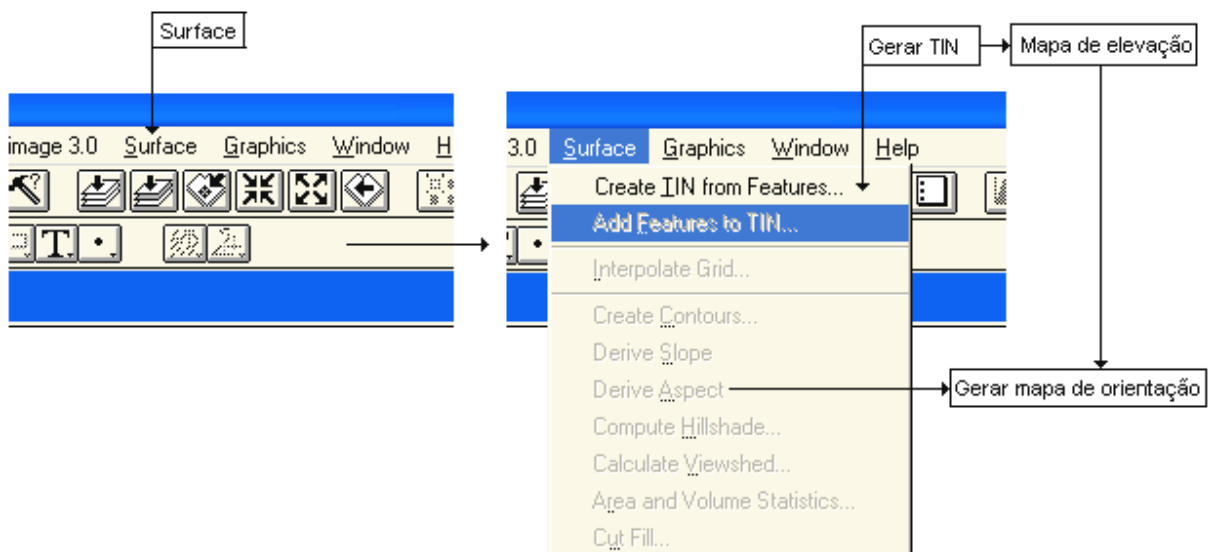 Surface
Gerar TIN
Mapa de elevação
image 3.0 Surface Graphics Window H
3.0 Surface Graphics Window Help
Create TIN from Features...
T
Add Features to TIN...
Interpolate Grid...
Create Contours...
Derive Slope
Derive Aspect
Gerar mapa de orientação
Compute Hillshade...
Calculate Viewshed...
Area and Volume Statistics...
Cut Fill...